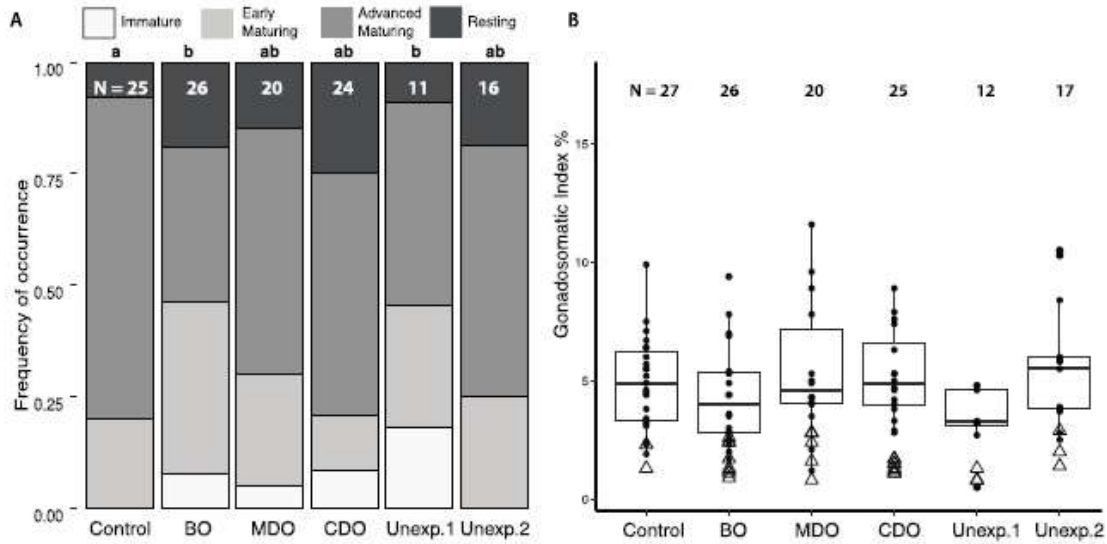 A
Immature
Early
Maturing
Advanced
Maturing
Resting
a b ab ab b ab
Frequency of occurrence
1.00
0.75
0.50
0.25
0.00
N = 25 26 20 24 11 16
Control BO MDO CDO Unexp.1 Unexp.2
B
Gonadosomatic Index %
N = 27 26 20 25 12 17
15
10
5
0
Control BO MDO CDO Unexp.1 Unexp.2